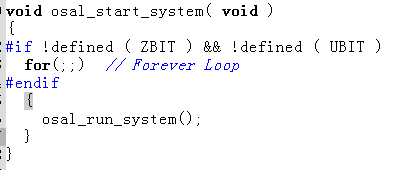 void osal_start_system( void )
{
#if !defined ( ZBIT ) && !defined ( UBIT )
  for(;;)  // Forever Loop
#endif
  {
    osal_run_system();
  }
}